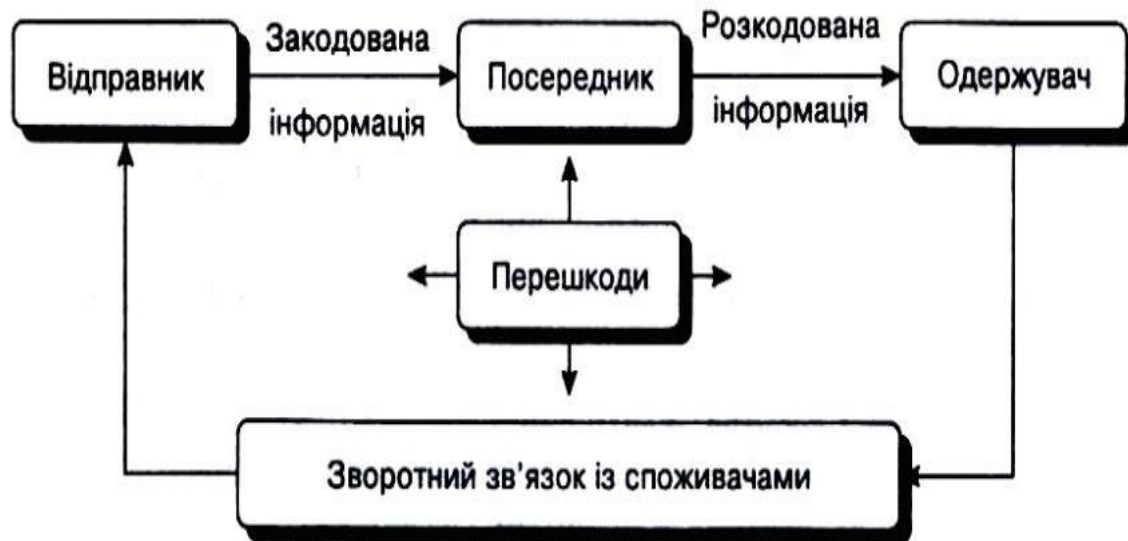 Відправник
Закодована
інформація
Посередник
Розкодована
інформація
Одержувач
Перешкоди
Зворотний зв'язок із споживачами